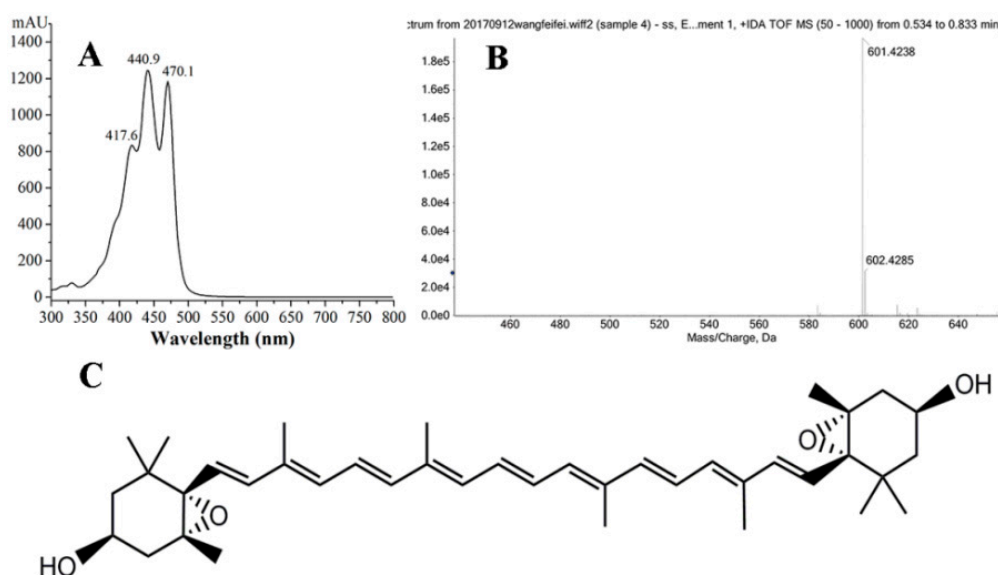 mAU
1400
1200
1000
800
600
400
200
0
A
417.6
440.9
470.1
300 350 400 450 500 550 600 650 700 750 800
Wavelength (nm)
:trum from 20170912wangfeifei.wiff2 (sample 4) - ss, E...ment 1, +IDA TOF MS (50 - 1000) from 0.534 to 0.833 min
B
1.8e5
1.6e5
1.4e5
1.2e5
1.0e5
8.0e4
6.0e4
4.0e4
2.0e4
0.0e0
601.4238
602.4285
460 480 500 520 540 560 580 600 620 640
Mass/Charge, Da
C
OH
O
O
HO